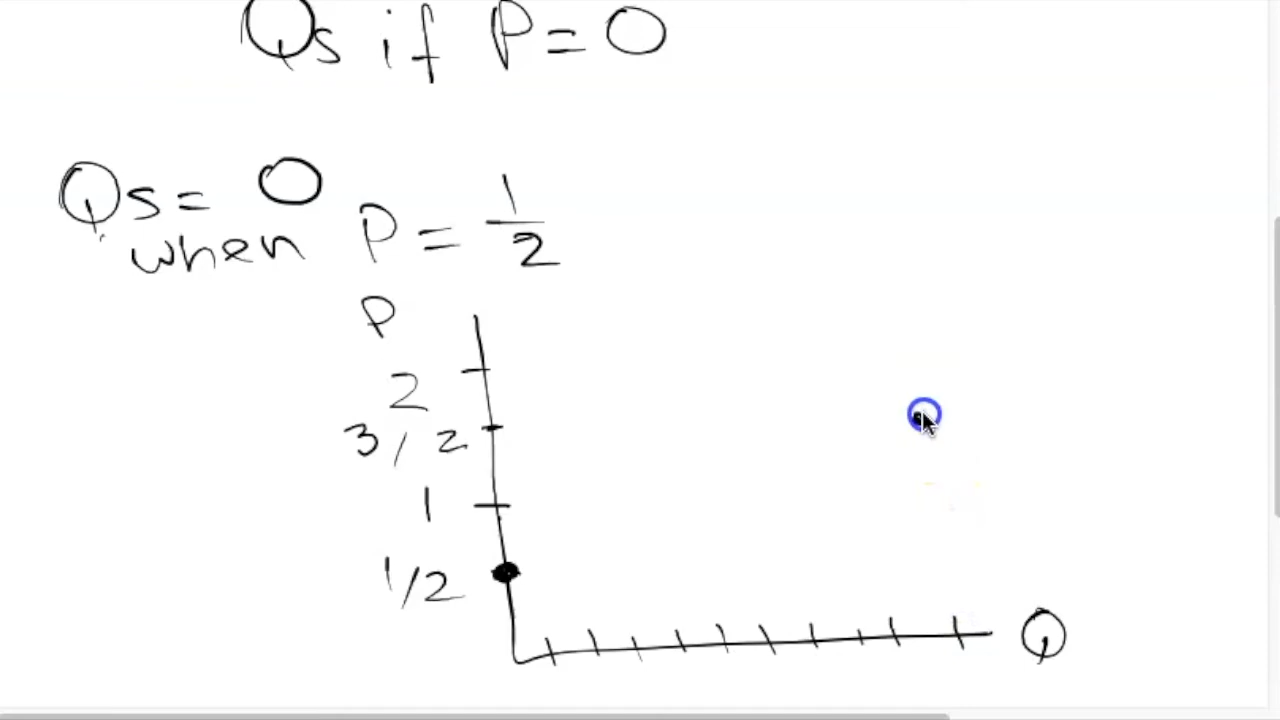 Qs if P = 0
Qs = 0
when P = 1/2
P
2
3/2
1
1/2
Q